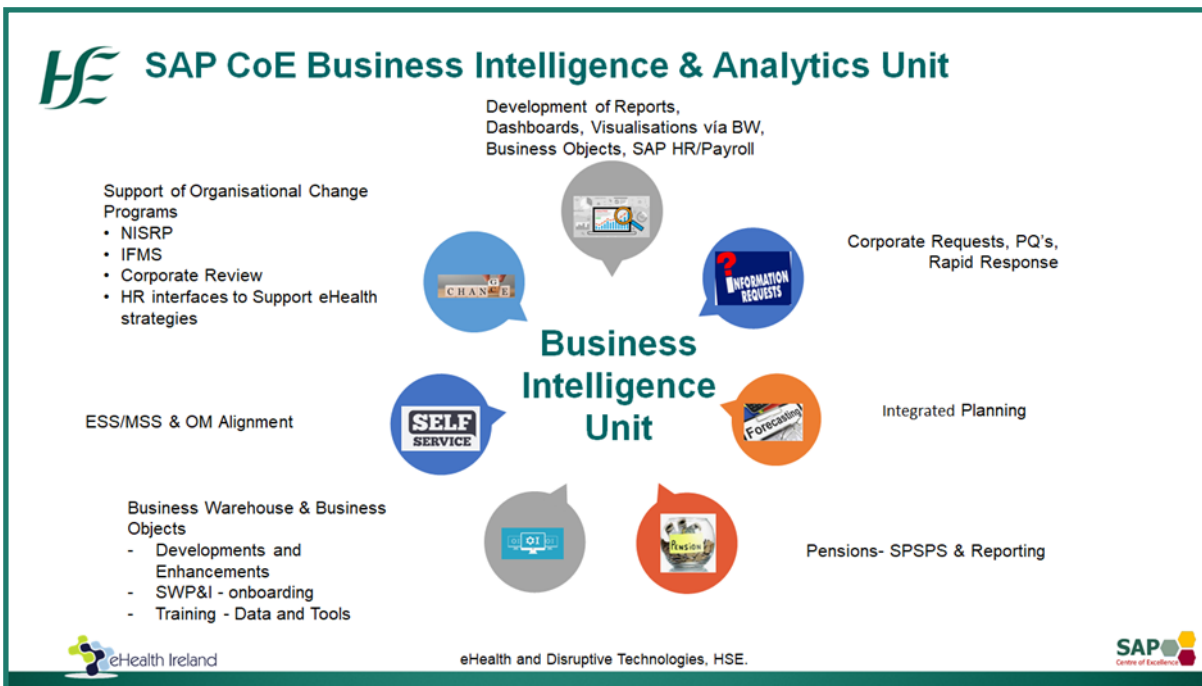 HE
SAP CoE Business Intelligence & Analytics Unit
Development of Reports,
Dashboards, Visualisations vía BW,
Business Objects, SAP HR/Payroll
Support of Organisational Change
Programs
• NISRP
• IFMS
• Corporate Review
• HR interfaces to Support eHealth
strategies
CHANGE
? INFORMATION
REQUESTS
Corporate Requests, PQ's,
Rapid Response
Business
Intelligence
Unit
ESS/MSS & OM Alignment
SELF
SERVICE
Forecasting
Integrated Planning
Business Warehouse & Business
Objects
- Developments and
Enhancements
- SWP&I - onboarding
- Training - Data and Tools
PENSION
Pensions- SPSPS & Reporting
eHealth Ireland
eHealth and Disruptive Technologies, HSE.
SAP
Centre of Excellence